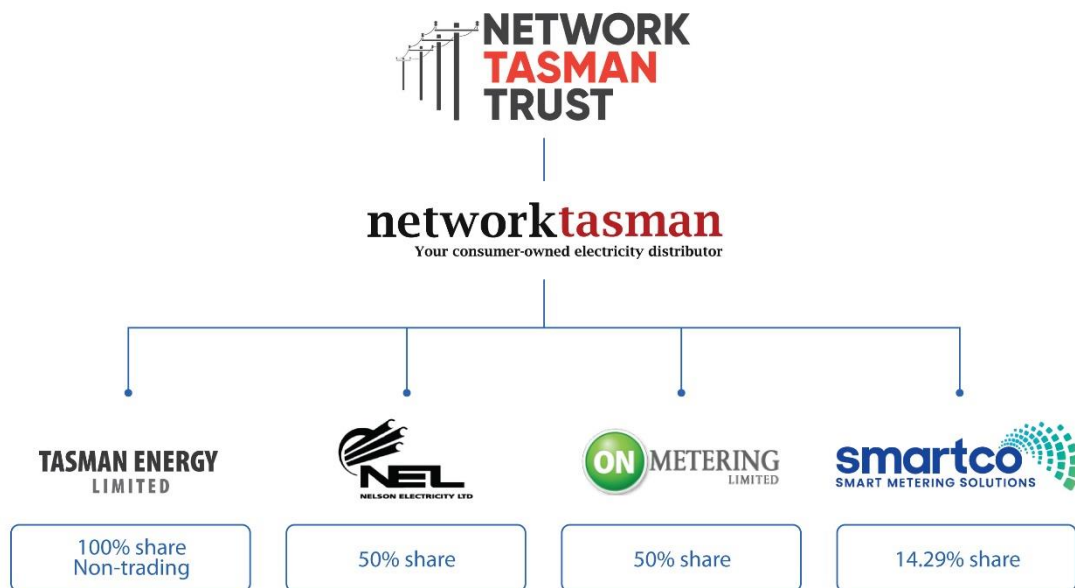 NETWORK
TASMAN
TRUST
networktasman
Your consumer-owned electricity distributor
TASMAN ENERGY
LIMITED
NEL
NELSON ELECTRICITY LTD
ON METERING
LIMITED
smartco
SMART METERING SOLUTIONS
100% share
Non-trading
50% share
50% share
14.29% share